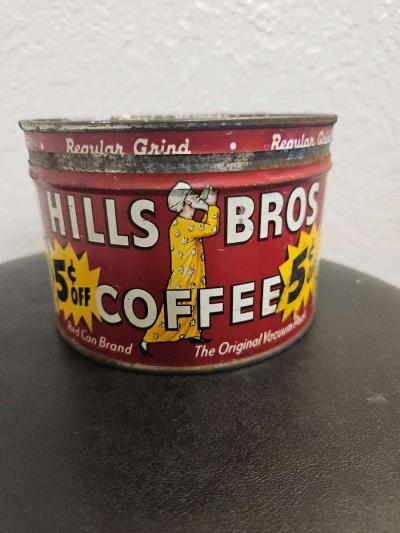 Regular Grind • Regular Grind
HILLS BROS
5¢ OFF
5¢
COFFEE
Red Can Brand
The Original Vacuum Pack